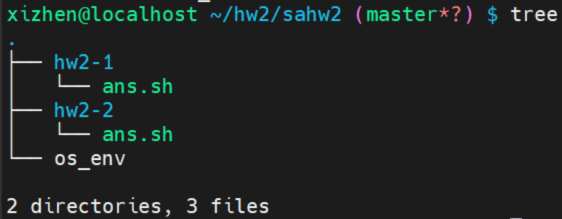 xizhen@localhost ~/hw2/sahw2 (master*?) $ tree
.
├── hw2-1
│   └── ans.sh
├── hw2-2
│   └── ans.sh
└── os_env
2 directories, 3 files